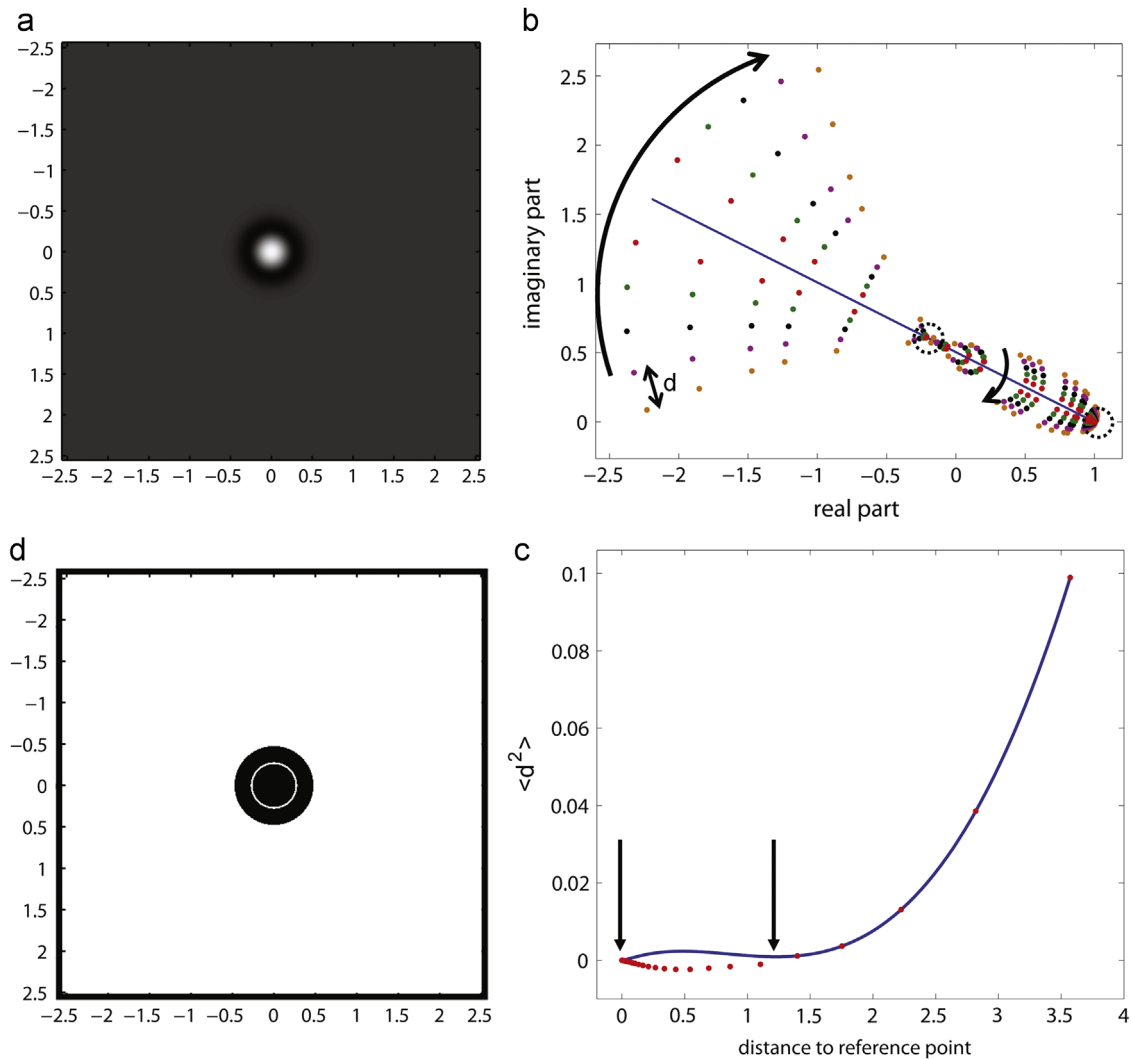 a
−2.5
−2
−1.5
−1
−0.5
0
0.5
1
1.5
2
2.5
−2.5 −2 −1.5 −1 −0.5 0 0.5 1 1.5 2 2.5
b
imaginary part
2.5
2
1.5
1
0.5
0
d
−2.5 −2 −1.5 −1 −0.5 0 0.5 1
real part
d
−2.5
−2
−1.5
−1
−0.5
0
0.5
1
1.5
2
2.5
−2.5 −2 −1.5 −1 −0.5 0 0.5 1 1.5 2 2.5
c
<d²>
0.1
0.08
0.06
0.04
0.02
0
0 0.5 1 1.5 2 2.5 3 3.5 4
distance to reference point